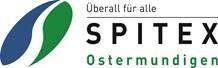 Überall für alle
SPITEX
Ostermundigen